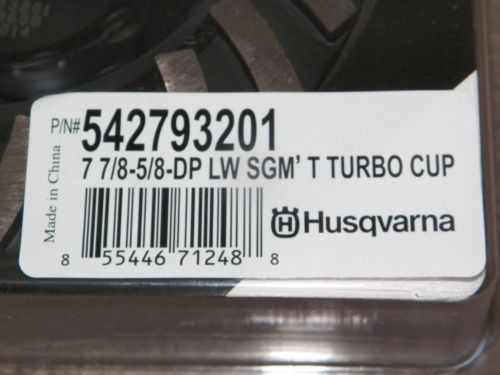 P/N# 542793201
7 7/8-5/8-DP LW SGM' T TURBO CUP
Made in China
Husqvarna
8 55446 71248 8